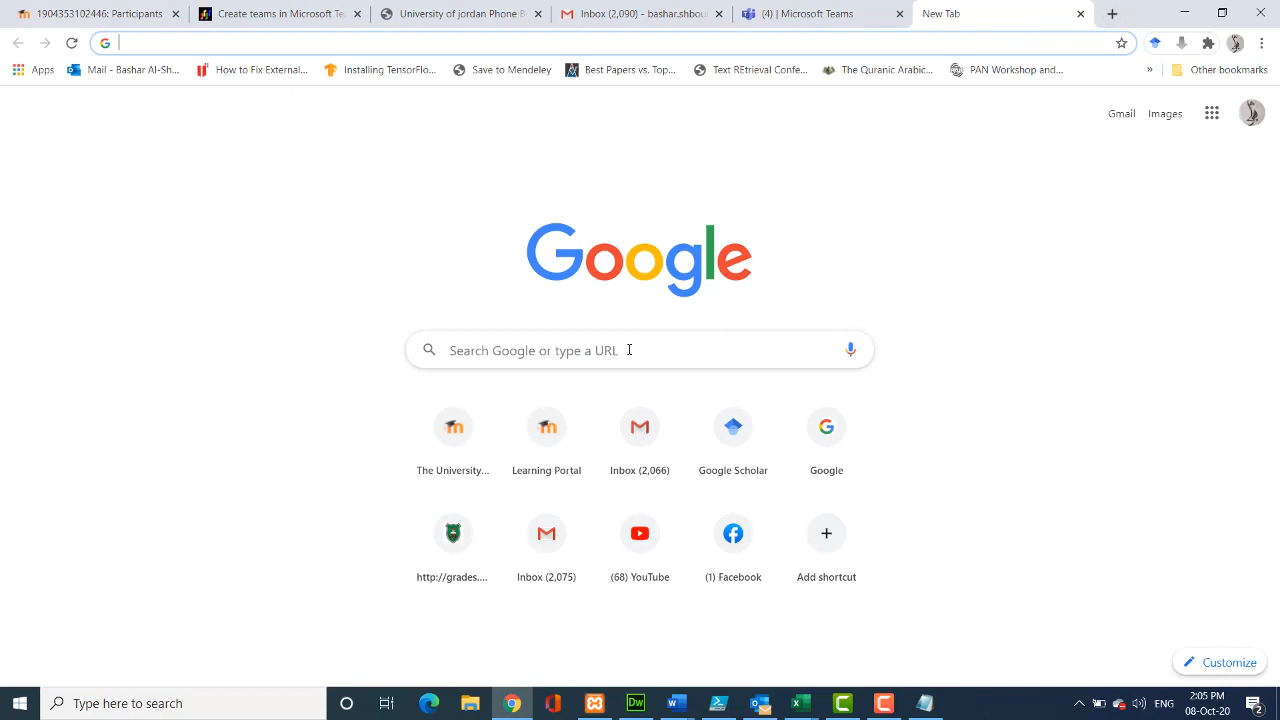 1904353102446: Participants
Create teams in Microsoft Te
University of Jordan Phone B
Inbox (2,095) - bashar.shbou
(4) | Microsoft Teams
New Tab
Apps
Mail - Bashar Al-Sh...
How to Fix External...
Installing TensorFlo...
Save to Mendeley
Best Papers vs. Top...
Text REtrieval Confe...
The Quranic Arabic...
PAN Workshop and...
»
Other bookmarks
Gmail
Images
Google
Search Google or type a URL
The University...
Learning Portal
Inbox (2,066)
Google Scholar
Google
http://grades....
Inbox (2,075)
(68) YouTube
(1) Facebook
Add shortcut
Customize
Type here to search
Dw
ENG
2:05 PM
08-Oct-20
2